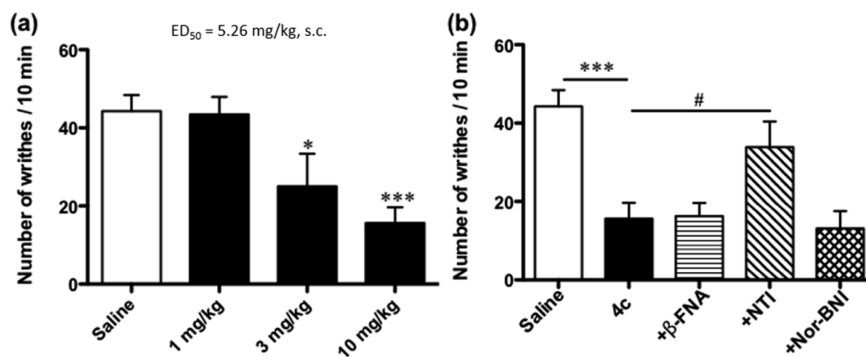 (a)
ED₅₀ = 5.26 mg/kg, s.c.
Number of writhes / 10 min
60
40
20
0
*
***
Saline
1 mg/kg
3 mg/kg
10 mg/kg
(b)
Number of writhes / 10 min
60
40
20
0
***
#
Saline
4c
+β-FNA
+NTI
+Nor-BNI